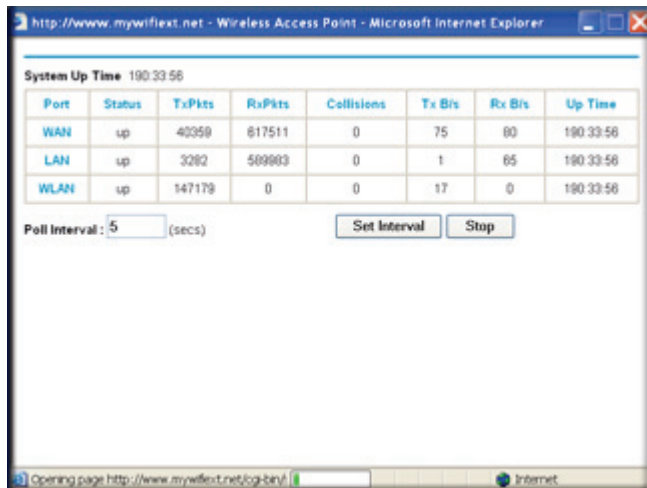 http://www.mywifiext.net - Wireless Access Point - Microsoft Internet Explorer
System Up Time 190:33:56
Port Status TxPkts RxPkts Collisions Tx B/s Rx B/s Up Time
WAN up 40359 617511 0 75 80 190:33:56
LAN up 3282 589983 0 1 65 190:33:56
WLAN up 147179 0 0 17 0 190:33:56
Poll Interval : 5 (secs) Set Interval Stop
Opening page http://www.mywifiext.net/cgi-bin/ Internet